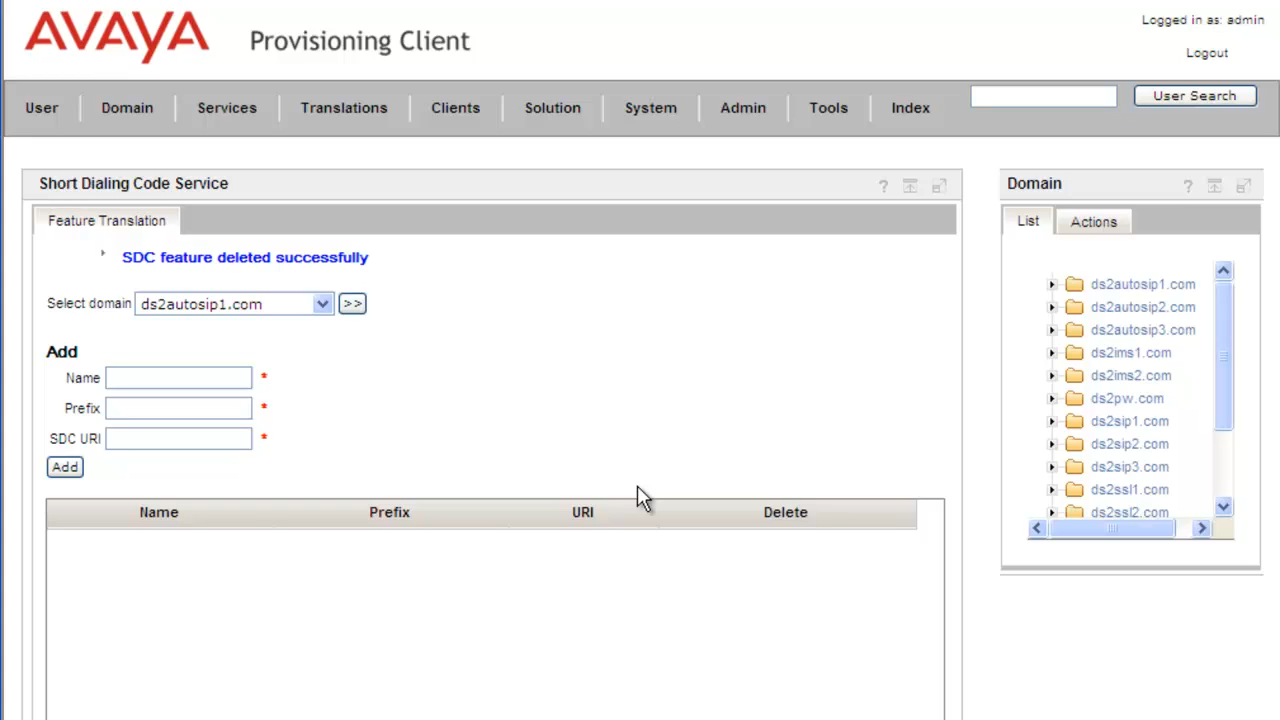 AVAYA
Provisioning Client
Logged in as: admin
Logout
User Domain Services Translations Clients Solution System Admin Tools Index User Search
Short Dialing Code Service ?
Feature Translation
SDC feature deleted successfully
Select domain ds2autosip1.com >>
Add
Name *
Prefix *
SDC URI *
Add
Name Prefix URI Delete
Domain ?
List Actions
ds2autosip1.com
ds2autosip2.com
ds2autosip3.com
ds2ims1.com
ds2ims2.com
ds2pw.com
ds2sip1.com
ds2sip2.com
ds2sip3.com
ds2ssl1.com
ds2ssl2.com